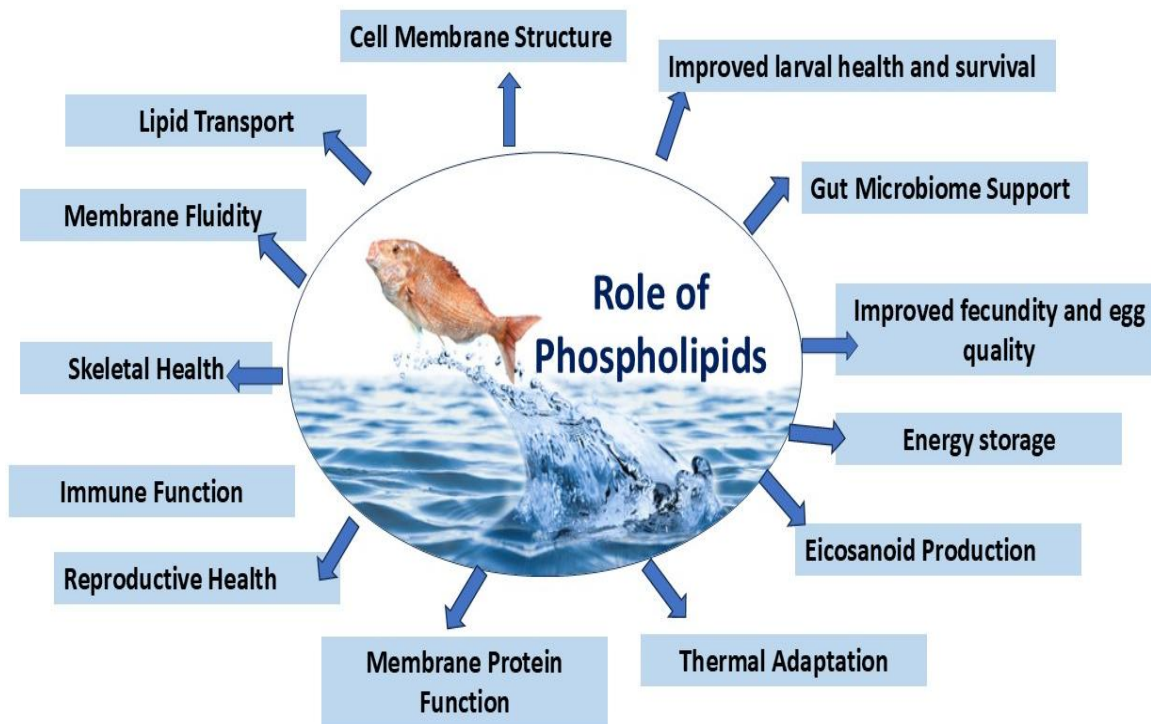 Cell Membrane Structure
Improved larval health and survival
Lipid Transport
Gut Microbiome Support
Membrane Fluidity
Role of
Phospholipids
Improved fecundity and egg
quality
Skeletal Health
Energy storage
Immune Function
Eicosanoid Production
Reproductive Health
Membrane Protein
Function
Thermal Adaptation